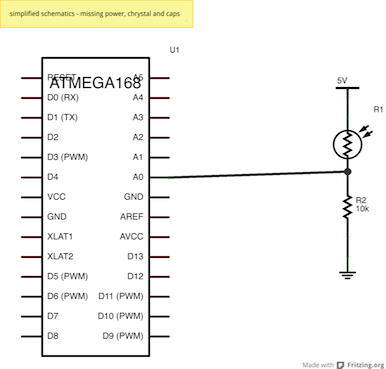 simplified schematics - missing power, chrystal and caps
U1
RESET A5
ATMEGA168
D0 (RX) A4
D1 (TX) A3
D2 A2
D3 (PWM) A1
D4 A0
VCC GND
GND AREF
XLAT1 AVCC
XLAT2 D13
D5 (PWM) D12
D6 (PWM) D11 (PWM)
D7 D10 (PWM)
D8 D9 (PWM)
5V
R1
R2
10k
Made with Fritzing.org